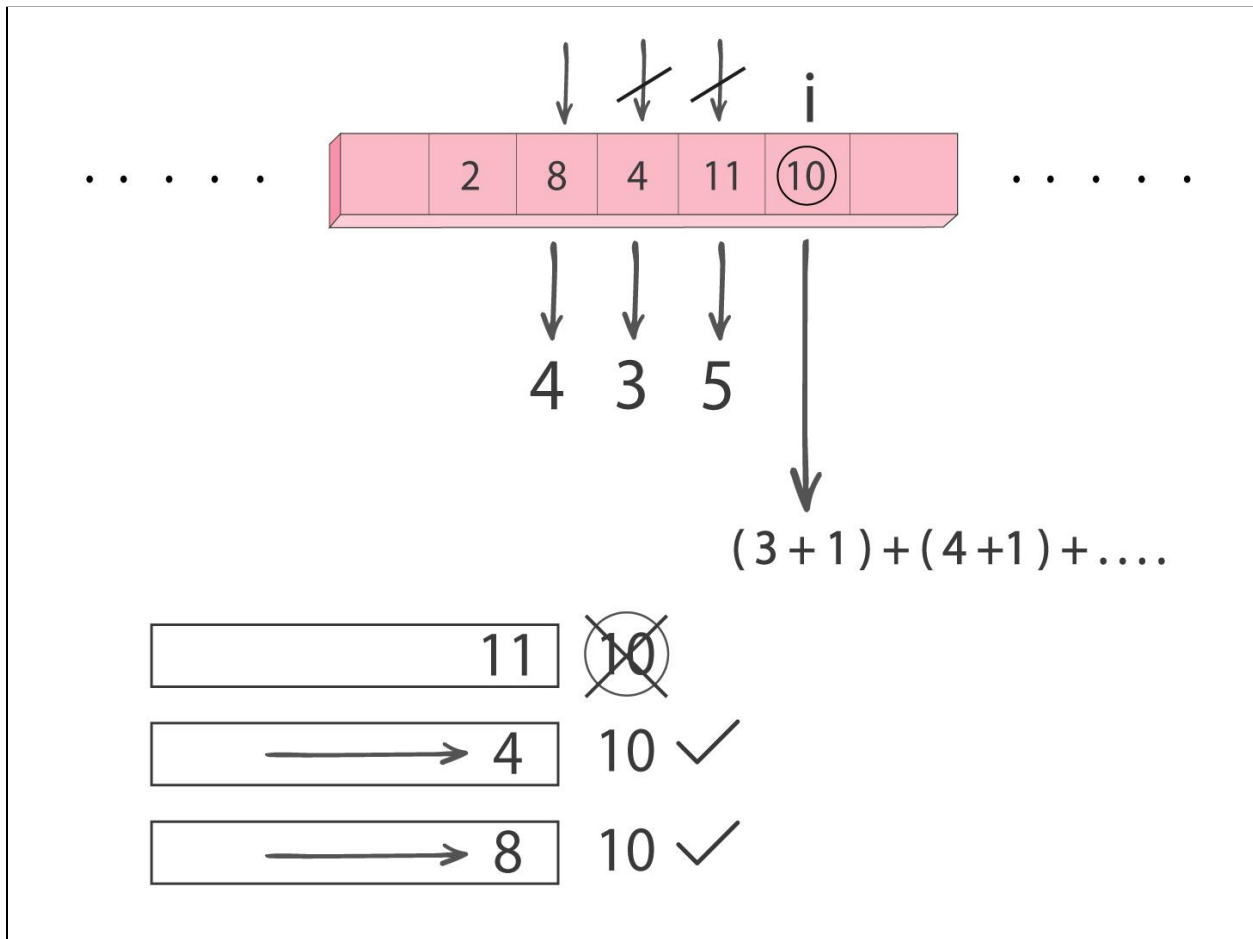 i
. . . . . 2 8 4 11 10 . . . . .
4 3 5
(3+1)+(4+1)+....
11 10
4 10
8 10